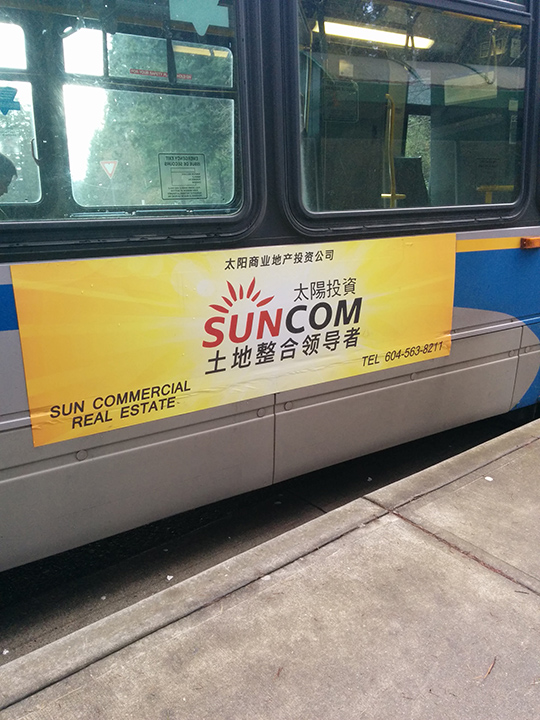 太阳商业地产投资公司
太陽投資
SUNCOM
土地整合领导者
SUN COMMERCIAL
REAL ESTATE
TEL 604-563-8211